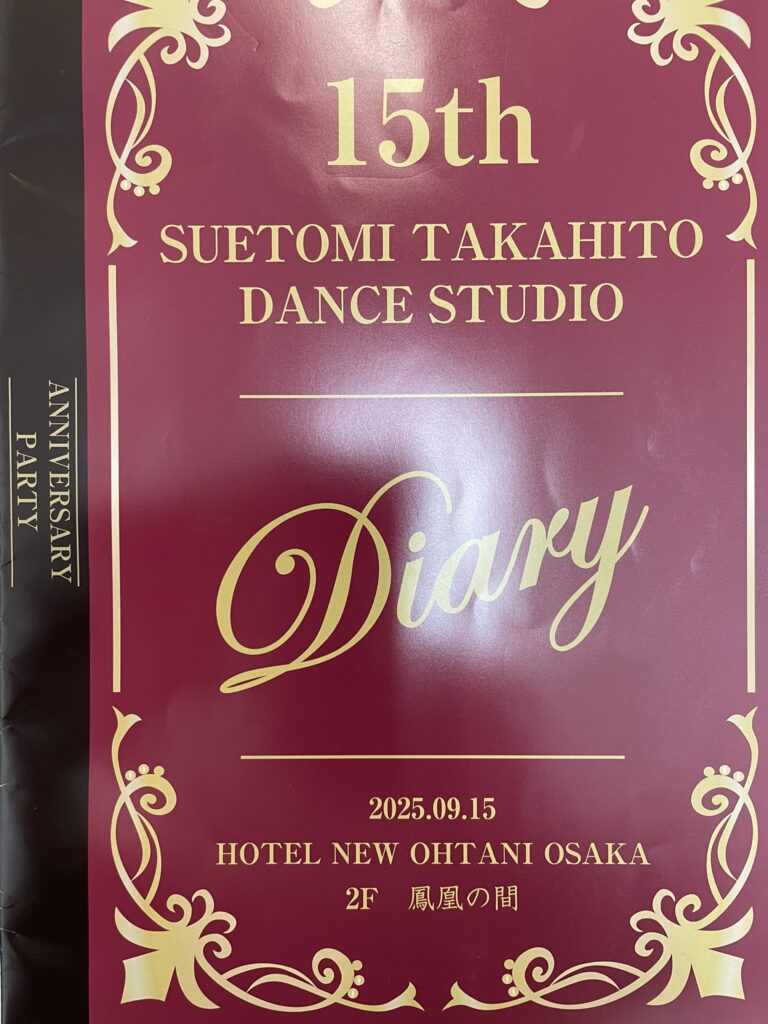 15th
SUETOMI TAKAHITO
DANCE STUDIO
Diary
2025.09.15
HOTEL NEW OHTANI OSAKA
2F 鳳凰の間
ANNIVERSARY
PARTY